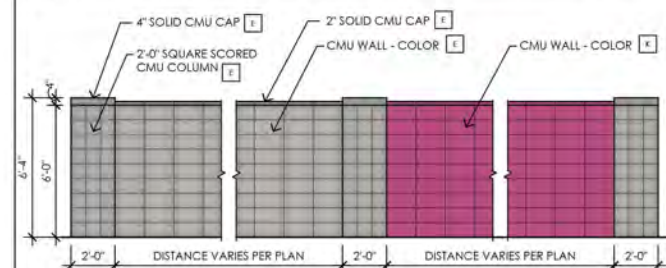 4" SOLID CMU CAP E
2'-0" SQUARE SCORED
CMU COLUMN E
2" SOLID CMU CAP E
CMU WALL - COLOR E
CMU WALL - COLOR K
4"
6'-4"
6'-0"
2'-0" DISTANCE VARIES PER PLAN 2'-0" DISTANCE VARIES PER PLAN 2'-0"